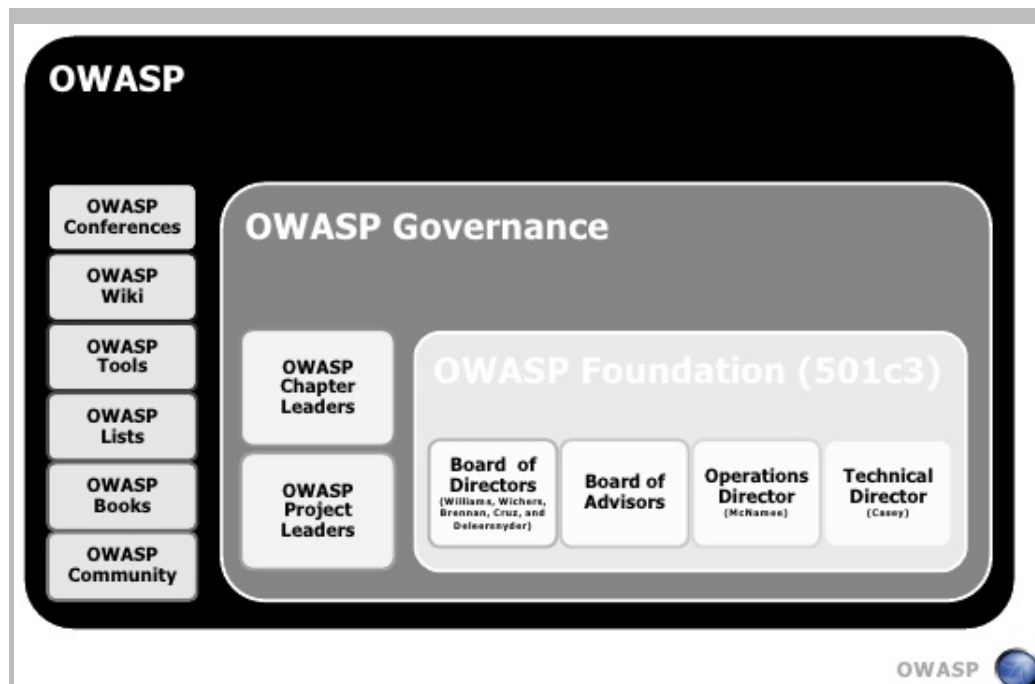 OWASP
OWASP
Conferences
OWASP
Wiki
OWASP
Tools
OWASP
Lists
OWASP
Books
OWASP
Community
OWASP Governance
OWASP
Chapter
Leaders
OWASP
Project
Leaders
OWASP Foundation (501c3)
Board of
Directors
(Williams, Wichers,
Brennan, Cruz, and
Deleersnyder)
Board of
Advisors
Operations
Director
(McNamee)
Technical
Director
(Casey)
OWASP